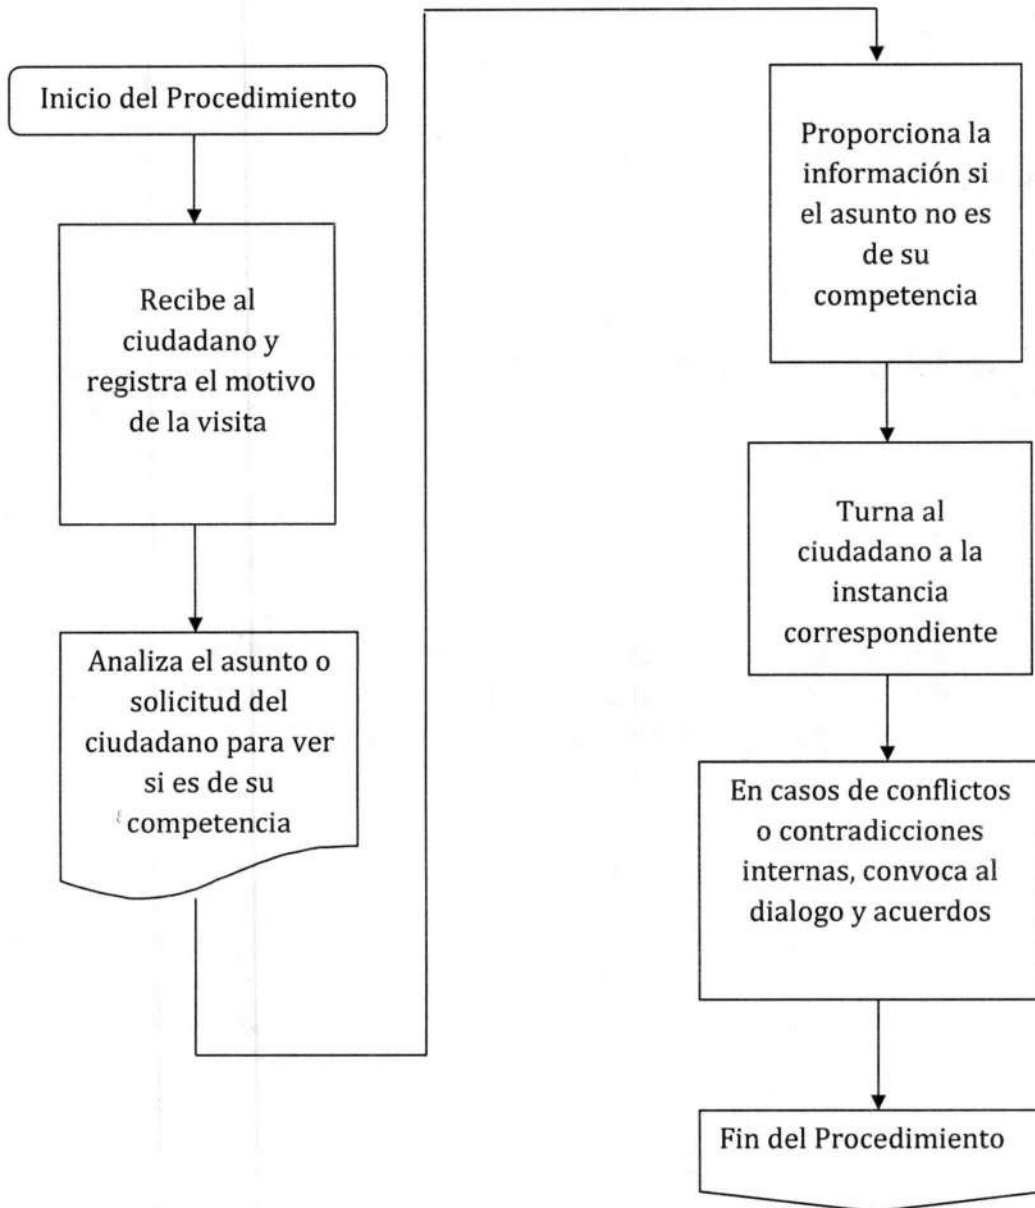 Inicio del Procedimiento
Recibe al
ciudadano y
registra el motivo
de la visita
Analiza el asunto o
solicitud del
ciudadano para ver
si es de su
competencia
Proporciona la
información si
el asunto no es
de su
competencia
Turna al
ciudadano a la
instancia
correspondiente
En casos de conflictos
o contradicciones
internas, convoca al
dialogo y acuerdos
Fin del Procedimiento